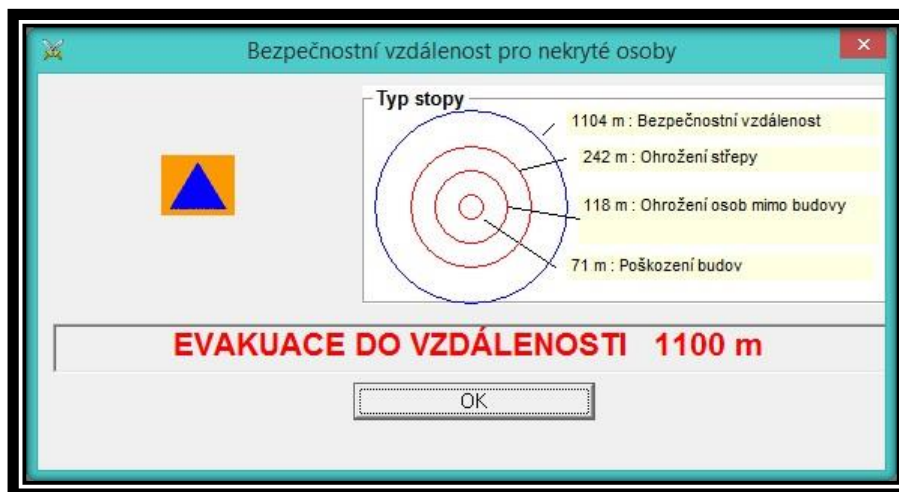 Bezpečnostní vzdálenost pro nekryté osoby
Typ stopy
1104 m : Bezpečnostní vzdálenost
242 m : Ohrožení střepy
118 m : Ohrožení osob mimo budovy
71 m : Poškození budov
EVAKUACE DO VZDÁLENOSTI 1100 m
OK